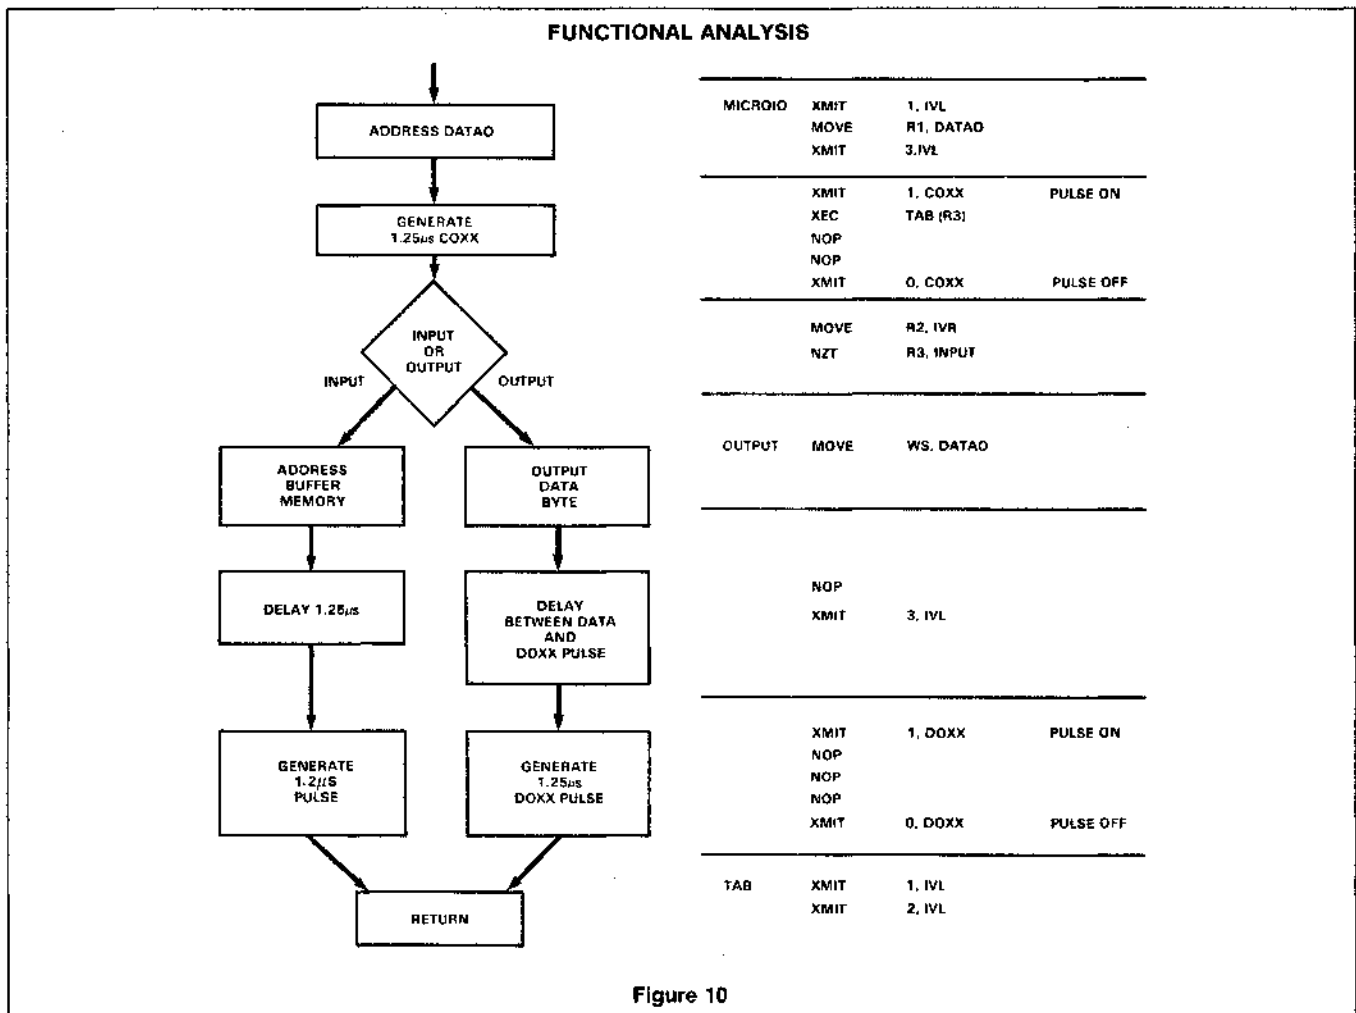 FUNCTIONAL ANALYSIS
ADDRESS DATAO
GENERATE
1.25μs COXX
INPUT
OR
OUTPUT
INPUT
OUTPUT
ADDRESS
BUFFER
MEMORY
OUTPUT
DATA
BYTE
DELAY 1.25μs
DELAY
BETWEEN DATA
AND
DOXX PULSE
GENERATE
1.2μS
PULSE
GENERATE
1.25μs
DOXX PULSE
RETURN
MICROIO XMIT 1, IVL
MOVE R1, DATAO
XMIT 3,IVL
XMIT 1, COXX PULSE ON
XEC TAB (R3)
NOP
NOP
XMIT 0, COXX PULSE OFF
MOVE R2, IVR
NZT R3, INPUT
OUTPUT MOVE WS, DATAO
NOP
XMIT 3, IVL
XMIT 1, DOXX PULSE ON
NOP
NOP
NOP
XMIT 0, DOXX PULSE OFF
TAB XMIT 1, IVL
XMIT 2, IVL
Figure 10